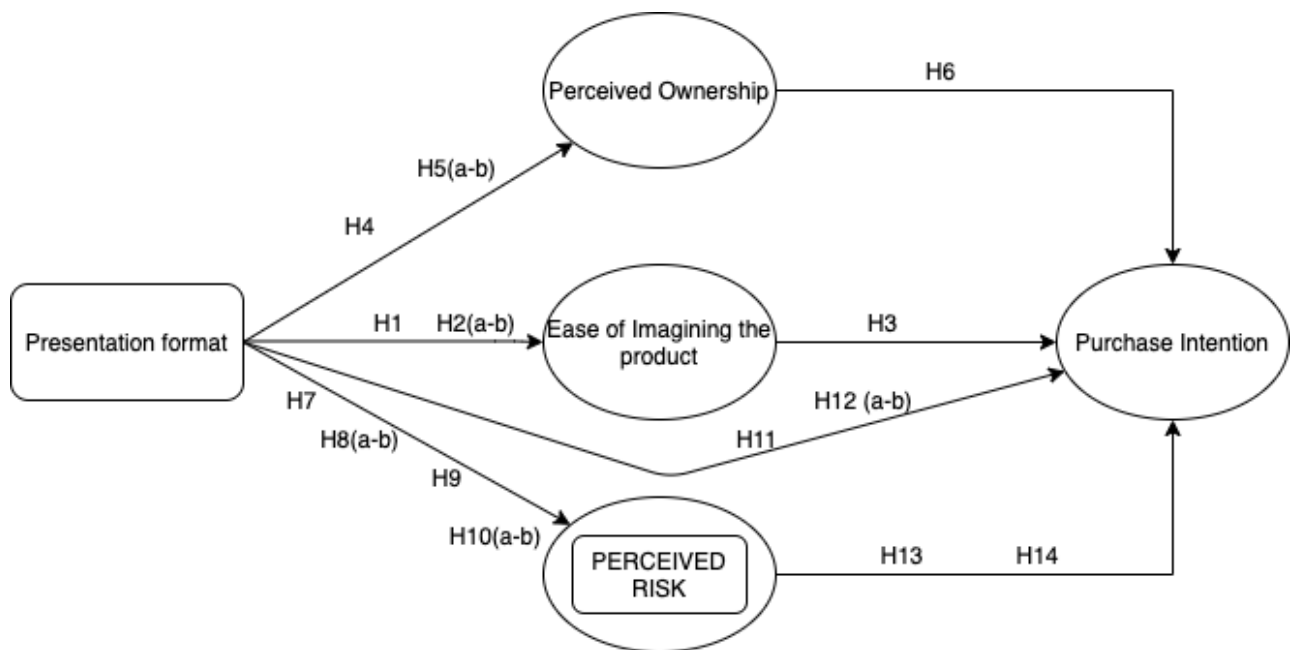 H6
Perceived Ownership
H5(a-b)
H4
H1
H2(a-b)
Ease of Imagining the
product
H3
Presentation format
Purchase Intention
H7
H12 (a-b)
H8(a-b)
H11
H9
H10(a-b)
PERCEIVED
RISK
H13
H14